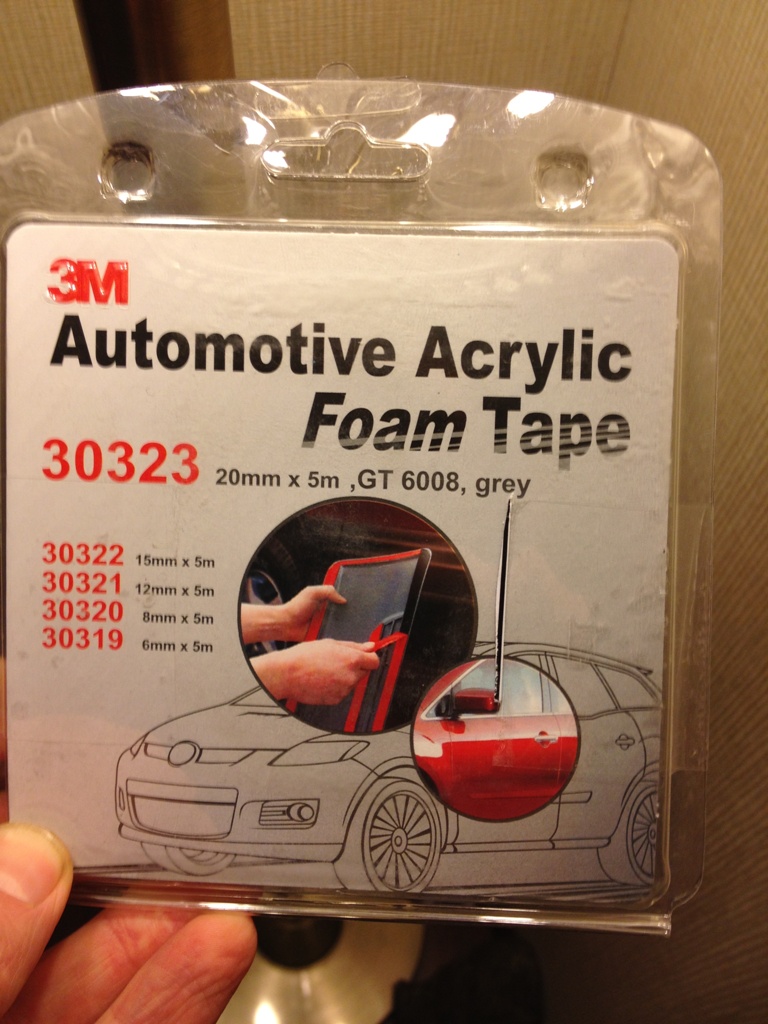 3M
Automotive Acrylic
Foam Tape
30323 20mm x 5m ,GT 6008, grey
30322 15mm x 5m
30321 12mm x 5m
30320 8mm x 5m
30319 6mm x 5m